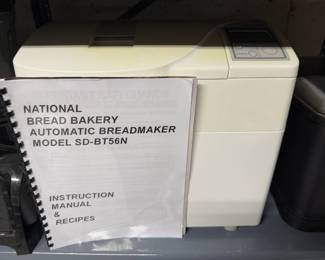 NATIONAL
BREAD BAKERY
AUTOMATIC BREADMAKER
MODEL SD-BT56N
INSTRUCTION
MANUAL
&
RECIPES